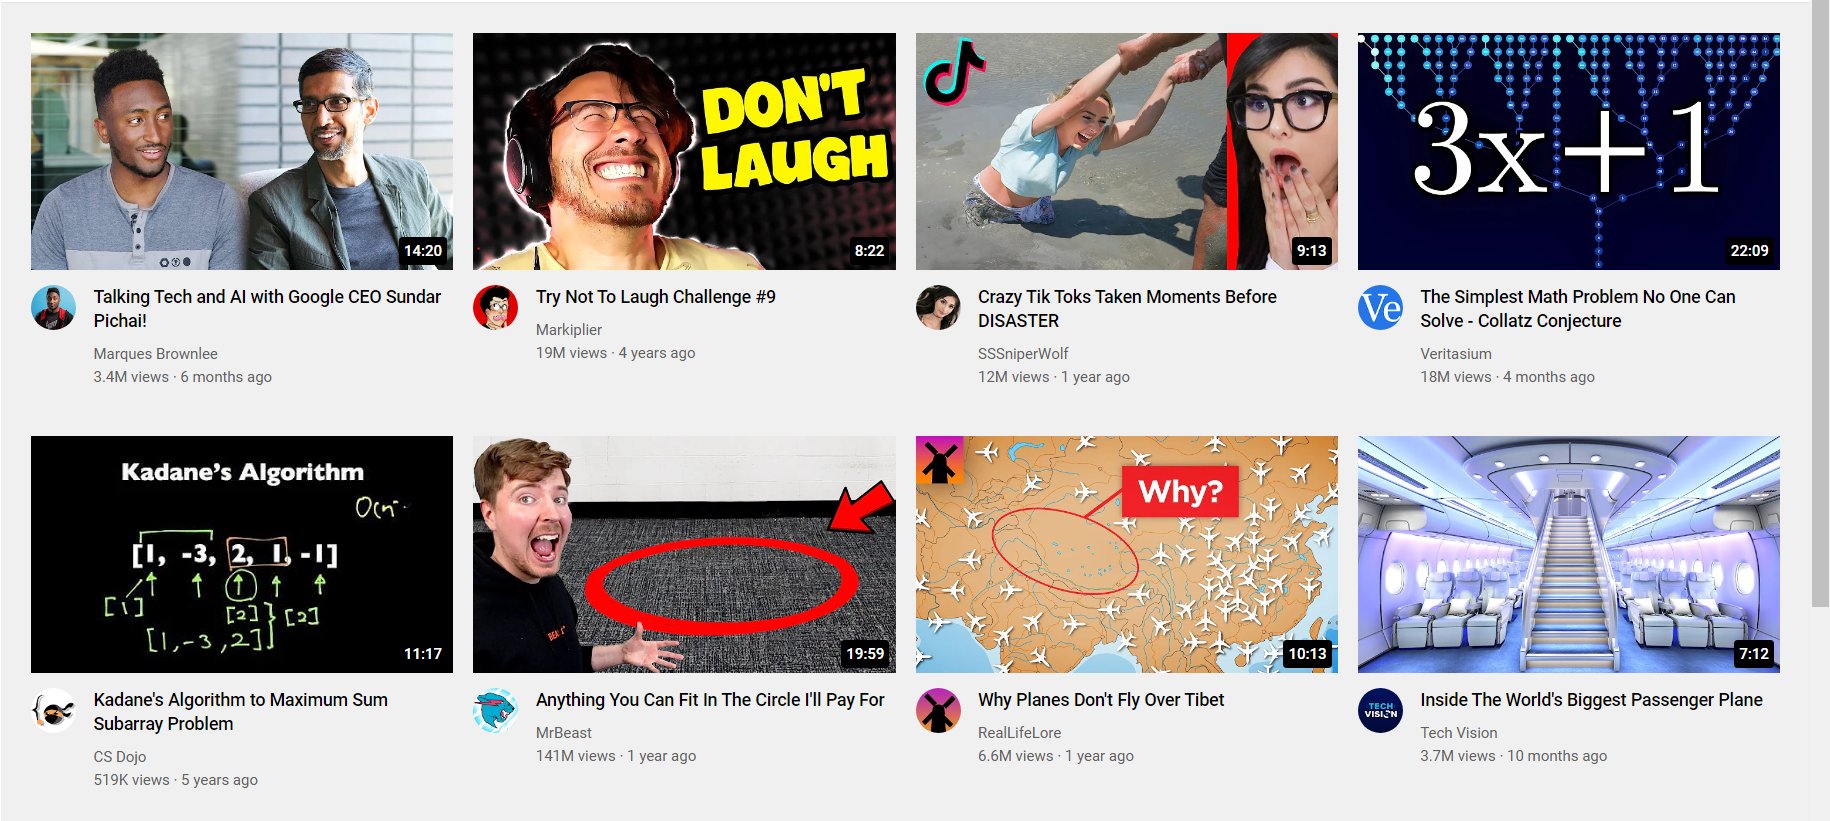 DON'T
LAUGH
3x+1
14:20
8:22
9:13
22:09
Talking Tech and AI with Google CEO Sundar
Pichai!
Marques Brownlee
3.4M views · 6 months ago
Try Not To Laugh Challenge #9
Markiplier
19M views · 4 years ago
Crazy Tik Toks Taken Moments Before
DISASTER
SSSniperWolf
12M views · 1 year ago
Ve
The Simplest Math Problem No One Can
Solve - Collatz Conjecture
Veritasium
18M views · 4 months ago
Kadane's Algorithm
[1, -3, 2, 1, -1]
[1]
[2]
[2]
[1,-3,2]
11:17
19:59
Why?
10:13
7:12
Kadane's Algorithm to Maximum Sum
Subarray Problem
CS Dojo
519K views · 5 years ago
Anything You Can Fit In The Circle I'll Pay For
MrBeast
141M views · 1 year ago
Why Planes Don't Fly Over Tibet
RealLifeLore
6.6M views · 1 year ago
TECH
VISION
Inside The World's Biggest Passenger Plane
Tech Vision
3.7M views · 10 months ago